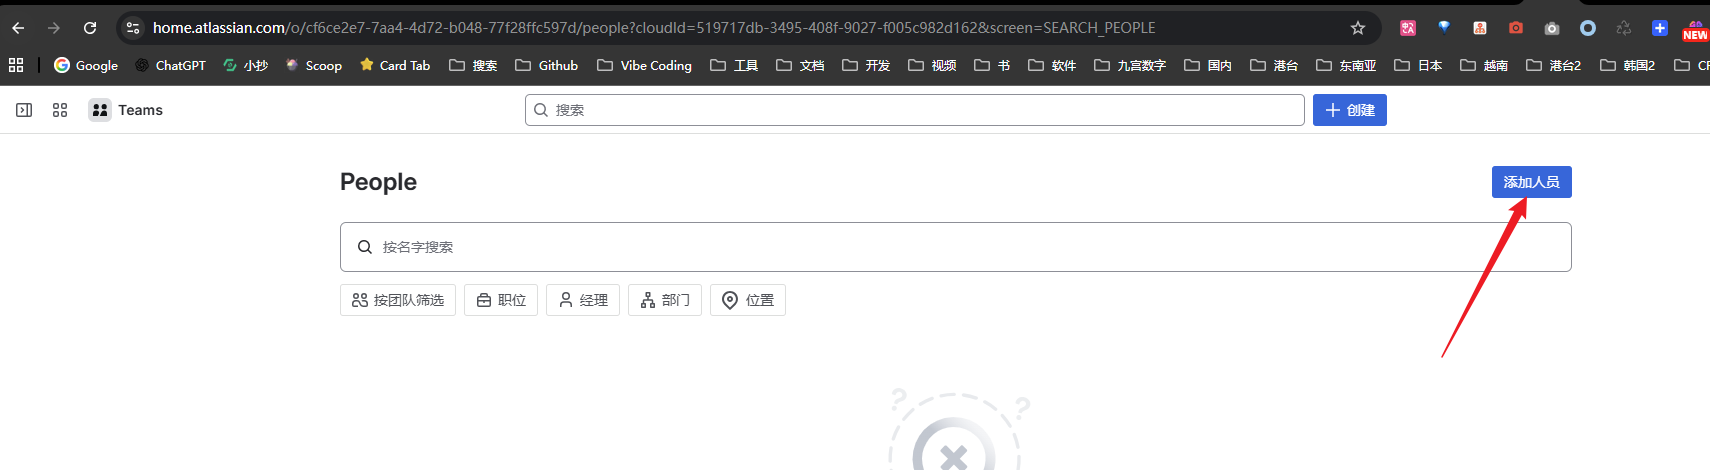 home.atlassian.com/o/cf6ce2e7-7aa4-4d72-b048-77f28ffc597d/people?cloudId=519717db-3495-408f-9027-f005c982d162&screen=SEARCH_PEOPLE
NEW
Google ChatGPT 小抄 Scoop Card Tab 搜索 Github Vibe Coding 工具 文档 开发 视频 书 软件 九宫数字 国内 港台 东南亚 日本 越南 港台2 韩国2
Teams 搜索 创建
People 添加人员
按名字搜索
按团队筛选 职位 经理 部门 位置
? ?